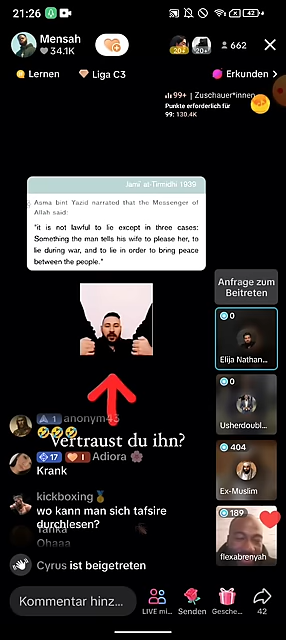 21:26
42
Mensah
34.1K
20+
20+
662
Lernen
Liga C3
Erkunden >
99+ | Zuschauer*innen
Punkte erforderlich für
99: 130.4K
Jami` at-Tirmidhi 1939
Asma bint Yazid narrated that the Messenger of
Allah said:
"it is not lawful to lie except in three cases:
Something the man tells his wife to please her, to
lie during war, and to lie in order to bring peace
between the people."
Anfrage zum
Beitreten
0
Elija Nathan...
0
Usherdoubl...
404
Ex-Muslim
189
flexabrenyah
1 anonym43
Vertraust du ihn?
17 1 Adiora
Krank
kickboxing
wo kann man sich tafsire
durchlesen?
Yanka
Ohaaa
Cyrus ist beigetreten
Kommentar hinz...
LIVE mi...
Senden
Gesche...
42